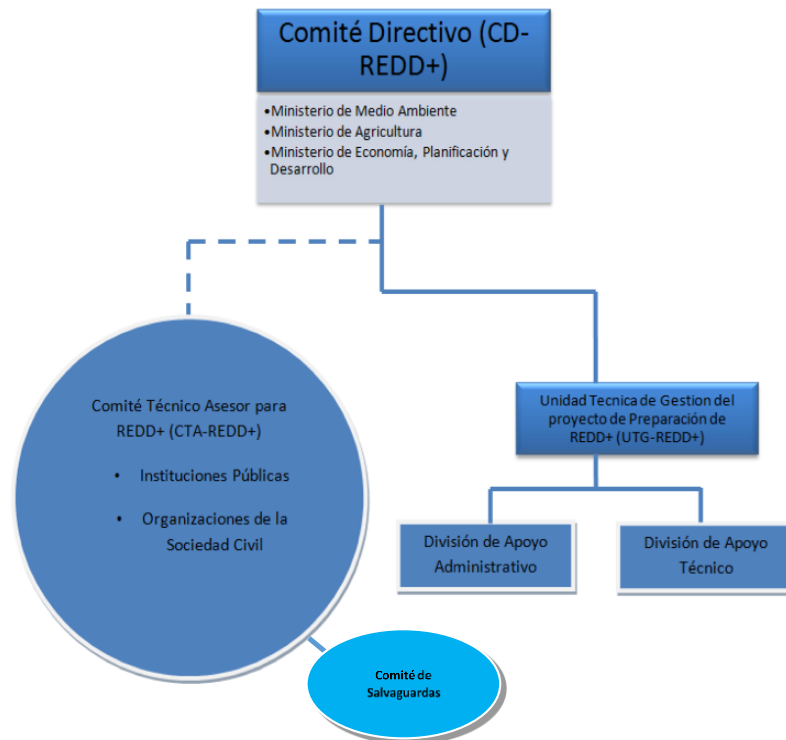 Comité Directivo (CD-
REDD+)
•Ministerio de Medio Ambiente
•Ministerio de Agricultura
•Ministerio de Economía, Planificación y
Desarrollo
Comité Técnico Asesor para
REDD+ (CTA-REDD+)
• Instituciones Públicas
• Organizaciones de la
Sociedad Civil
Unidad Tecnica de Gestion del
proyecto de Preparación de
REDD+ (UTG-REDD+)
División de Apoyo
Administrativo
División de Apoyo
Técnico
Comité de
Salvaguardas